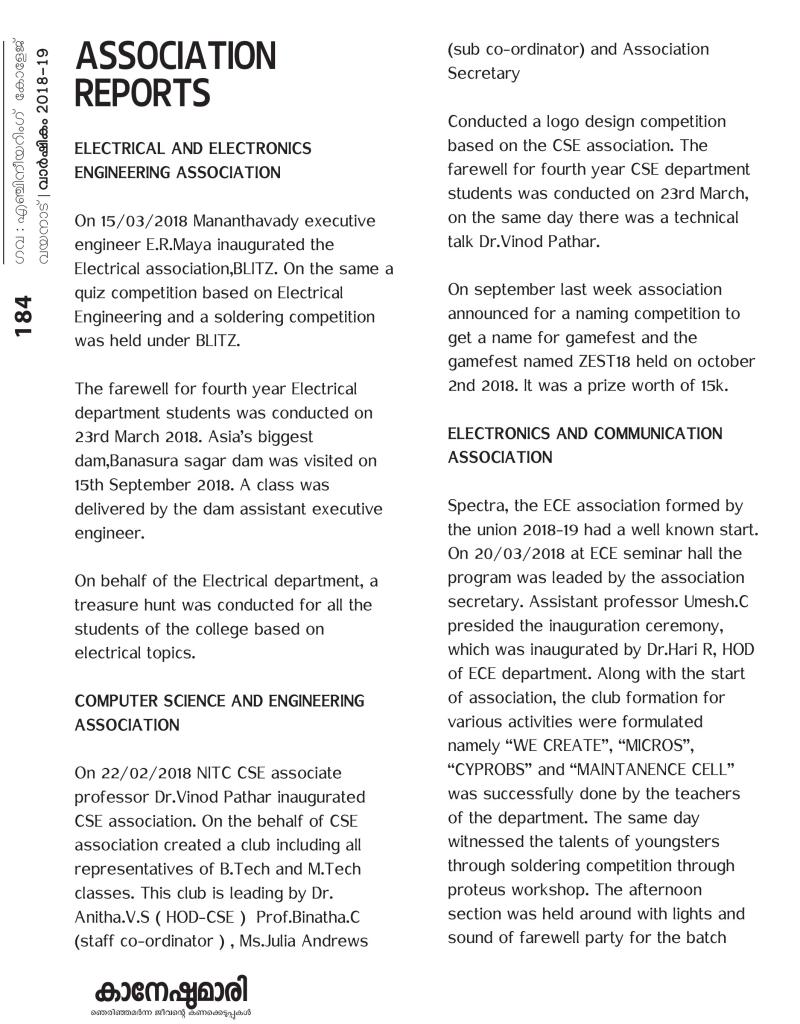 ഗവ : എഞ്ചിനീയറിംഗ് കോളേജ്
വയനാട് | വാർഷികം 2018-19
184
ASSOCIATION
REPORTS
ELECTRICAL AND ELECTRONICS
ENGINEERING ASSOCIATION
On 15/03/2018 Mananthavady executive
engineer E.R.Maya inaugurated the
Electrical association,BLITZ. On the same a
quiz competition based on Electrical
Engineering and a soldering competition
was held under BLITZ.
The farewell for fourth year Electrical
department students was conducted on
23rd March 2018. Asia’s biggest
dam,Banasura sagar dam was visited on
15th September 2018. A class was
delivered by the dam assistant executive
engineer.
On behalf of the Electrical department, a
treasure hunt was conducted for all the
students of the college based on
electrical topics.
COMPUTER SCIENCE AND ENGINEERING
ASSOCIATION
On 22/02/2018 NITC CSE associate
professor Dr.Vinod Pathar inaugurated
CSE association. On the behalf of CSE
association created a club including all
representatives of B.Tech and M.Tech
classes. This club is leading by Dr.
Anitha.V.S ( HOD-CSE ) Prof.Binatha.C
(staff co-ordinator ) , Ms.Julia Andrews
(sub co-ordinator) and Association
Secretary
Conducted a logo design competition
based on the CSE association. The
farewell for fourth year CSE department
students was conducted on 23rd March,
on the same day there was a technical
talk Dr.Vinod Pathar.
On september last week association
announced for a naming competition to
get a name for gamefest and the
gamefest named ZEST18 held on october
2nd 2018. It was a prize worth of 15k.
ELECTRONICS AND COMMUNICATION
ASSOCIATION
Spectra, the ECE association formed by
the union 2018-19 had a well known start.
On 20/03/2018 at ECE seminar hall the
program was leaded by the association
secretary. Assistant professor Umesh.C
presided the inauguration ceremony,
which was inaugurated by Dr.Hari R, HOD
of ECE department. Along with the start
of association, the club formation for
various activities were formulated
namely “WE CREATE”, “MICROS”,
“CYPROBS” and “MAINTANENCE CELL”
was successfully done by the teachers
of the department. The same day
witnessed the talents of youngsters
through soldering competition through
proteus workshop. The afternoon
section was held around with lights and
sound of farewell party for the batch
കാനേഷുമാരി
ഞെരിഞ്ഞമർന്ന ജീവന്റെ കണക്കെടുപ്പുകൾ